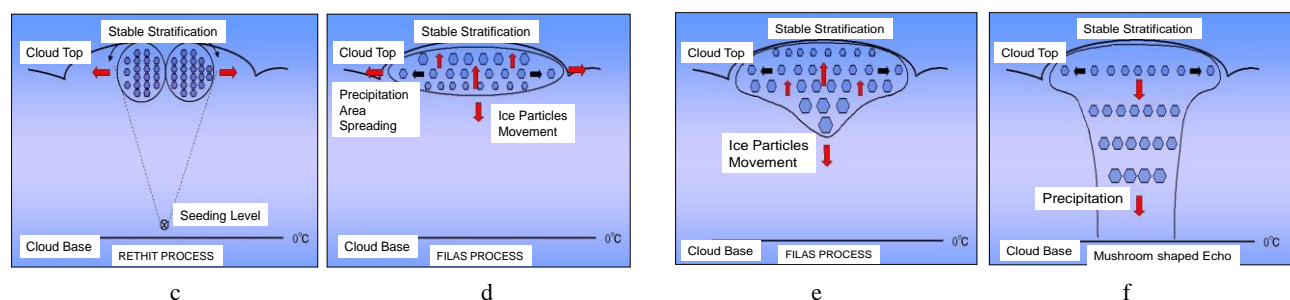 Stable Stratification
Cloud Top
Seeding Level
Cloud Base
0°C
RETHIT PROCESS
c
Stable Stratification
Cloud Top
Precipitation
Area
Spreading
Ice Particles
Movement
Cloud Base
0°C
FILAS PROCESS
d
Stable Stratification
Cloud Top
Ice Particles
Movement
Cloud Base
0°C
FILAS PROCESS
e
Stable Stratification
Cloud Top
Precipitation
Cloud Base
0°C
Mushroom shaped Echo
f